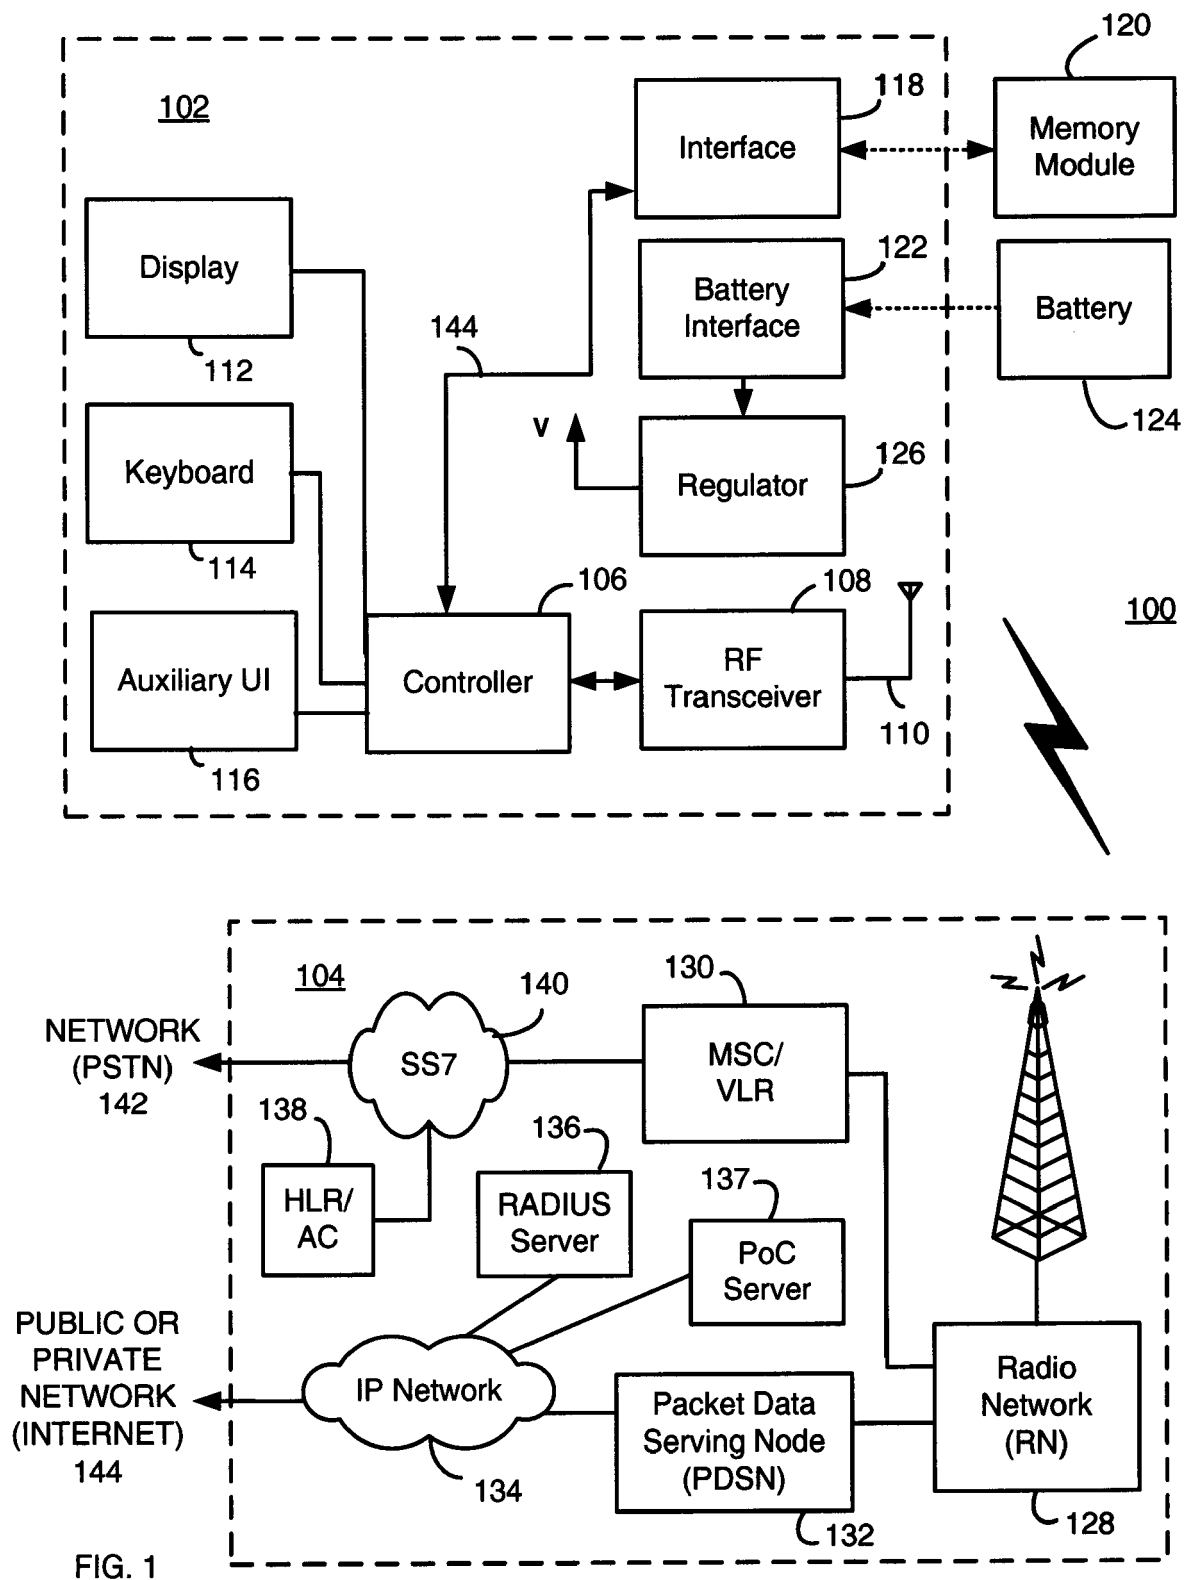 120
102
118
Interface
Memory
Module
Display
122
Battery
Interface
Battery
144
112
124
V
Keyboard
126
Regulator
114
106
108
100
Auxiliary UI
Controller
RF
Transceiver
110
116
104
140
130
NETWORK
(PSTN)
142
SS7
MSC/
VLR
138
136
137
HLR/
AC
RADIUS
Server
PoC
Server
PUBLIC OR
PRIVATE
NETWORK
(INTERNET)
144
IP Network
Packet Data
Serving Node
(PDSN)
Radio
Network
(RN)
134
132
128
FIG. 1